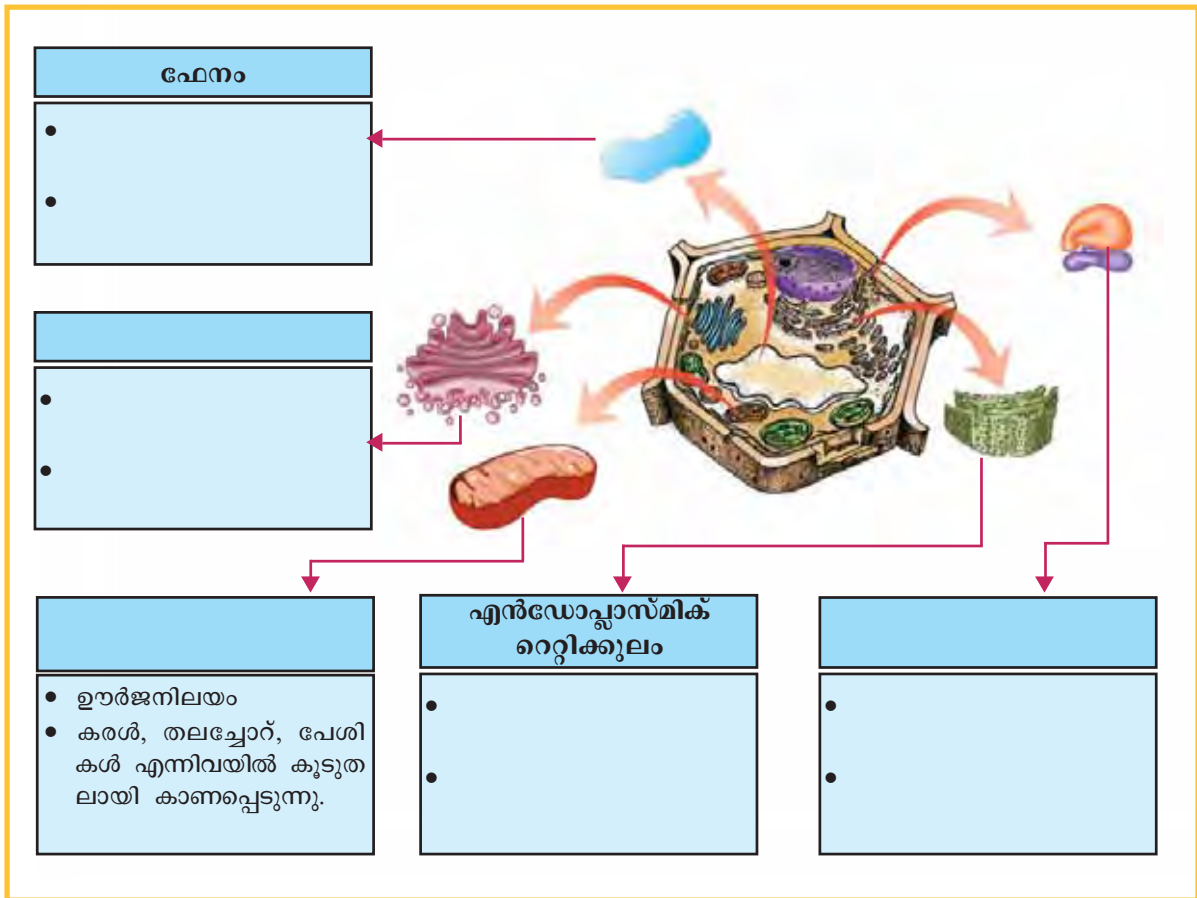 ഫേനം
എൻഡോപ്ലാസ്മിക്
റെറ്റിക്കുലം
• ഊർജനിലയം
• കരൾ, തലച്ചോറ്, പേശി
കൾ എന്നിവയിൽ കൂടുത
ലായി കാണപ്പെടുന്നു.